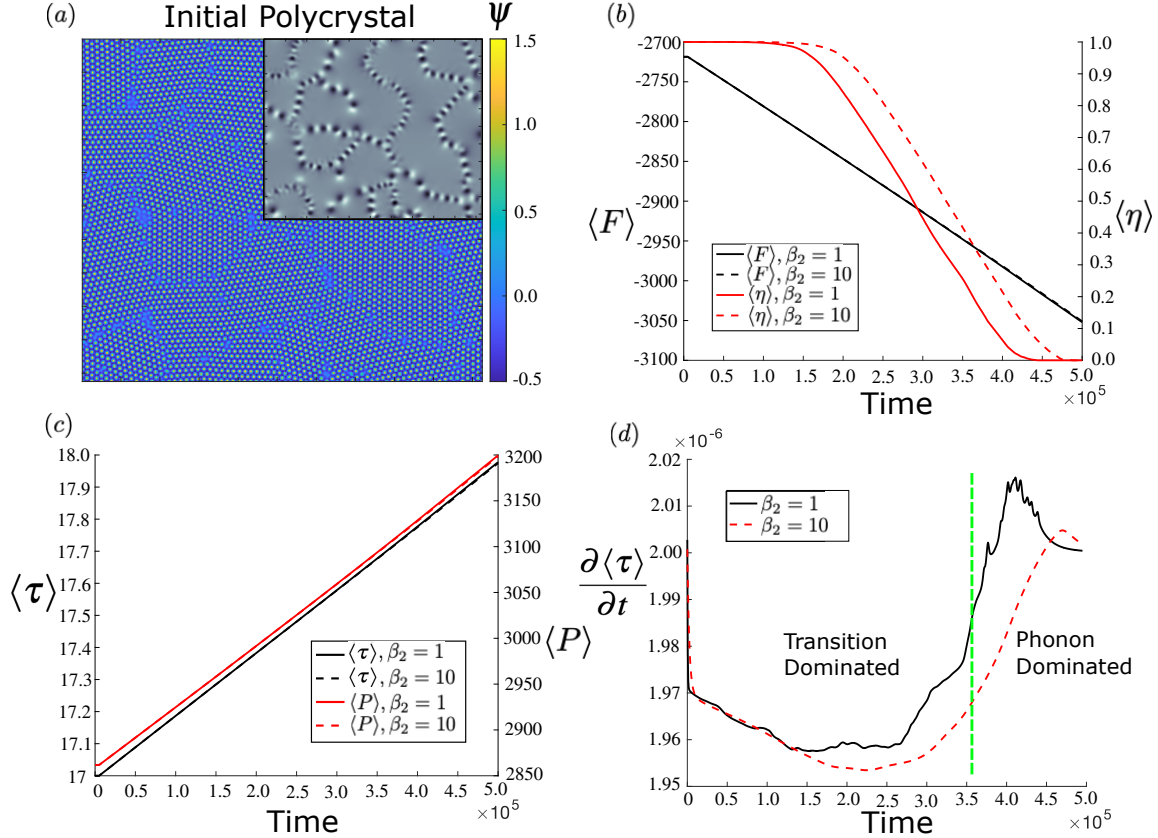 (a) Initial Polycrystal ψ
1.5
1.0
0.5
0.0
-0.5
(b)
-2700
-2750
-2800
-2850
-2900
-2950
-3000
-3050
-3100
⟨F⟩
1.0
0.9
0.8
0.7
0.6
0.5
0.4
0.3
0.2
0.1
0.0
⟨η⟩
⟨F⟩, β₂ = 1
⟨F⟩, β₂ = 10
⟨η⟩, β₂ = 1
⟨η⟩, β₂ = 10
0 0.5 1.0 1.5 2.0 2.5 3.0 3.5 4.0 4.5 5.0
×10⁵
Time
(c)
18.0
17.9
17.8
17.7
17.6
17.5
17.4
17.3
17.2
17.1
17
⟨τ⟩
3200
3150
3100
3050
3000
2950
2900
2850
⟨P⟩
⟨τ⟩, β₂ = 1
⟨τ⟩, β₂ = 10
⟨P⟩, β₂ = 1
⟨P⟩, β₂ = 10
0 0.5 1.0 1.5 2.0 2.5 3.0 3.5 4.0 4.5 5.0
×10⁵
Time
(d)
×10⁻⁶
2.02
2.01
2.00
1.99
1.98
1.97
1.96
1.95
∂⟨τ⟩
∂t
β₂ = 1
β₂ = 10
Transition
Dominated
Phonon
Dominated
0 0.5 1.0 1.5 2.0 2.5 3.0 3.5 4.0 4.5 5.0
×10⁵
Time